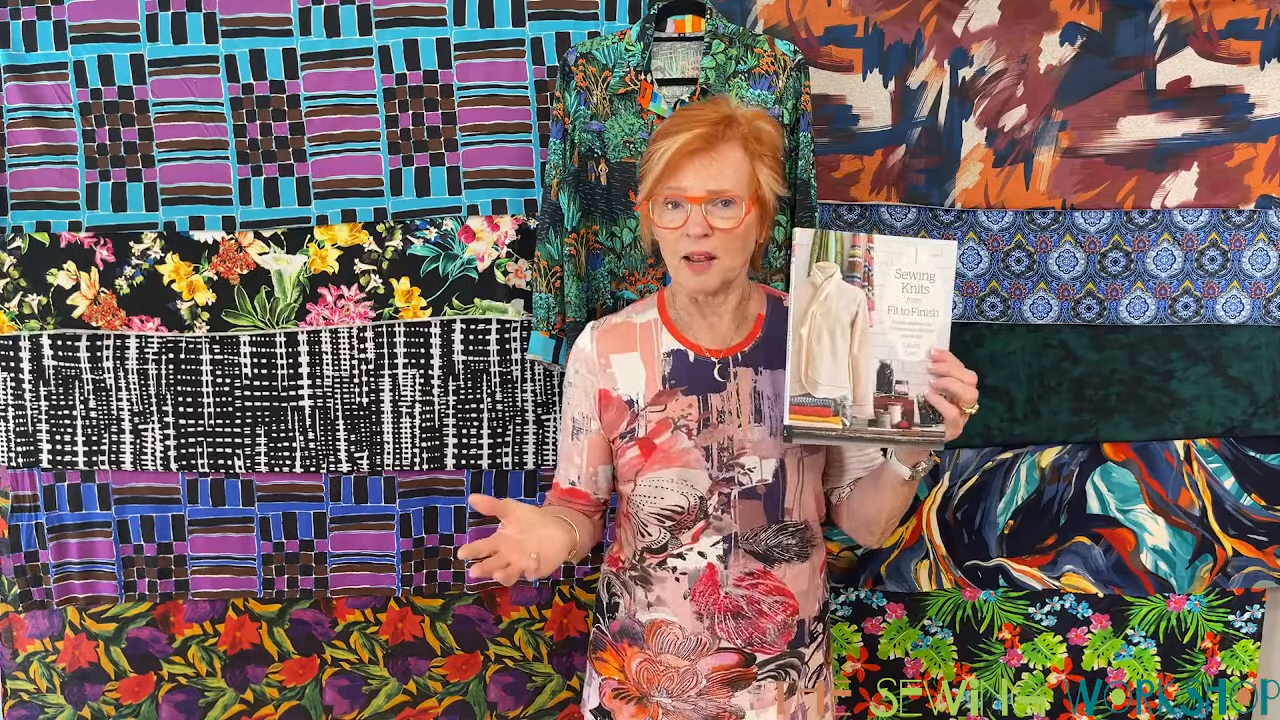 Sewing
Knits
from
Fit to Finish
THE SEWING WORKSHOP